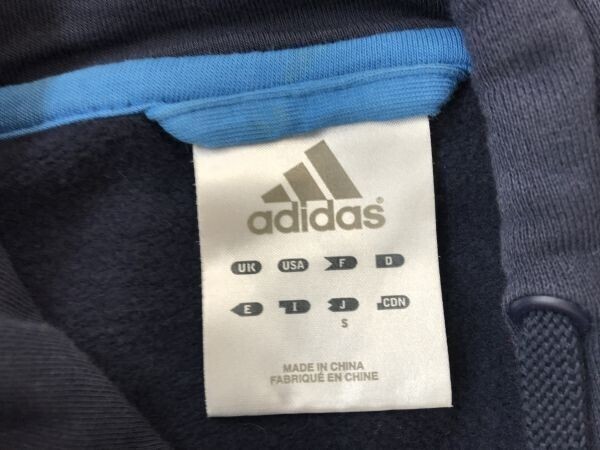 adidas®
UK USA F D
E I J CDN
S
MADE IN CHINA
FABRIQUÉ EN CHINE